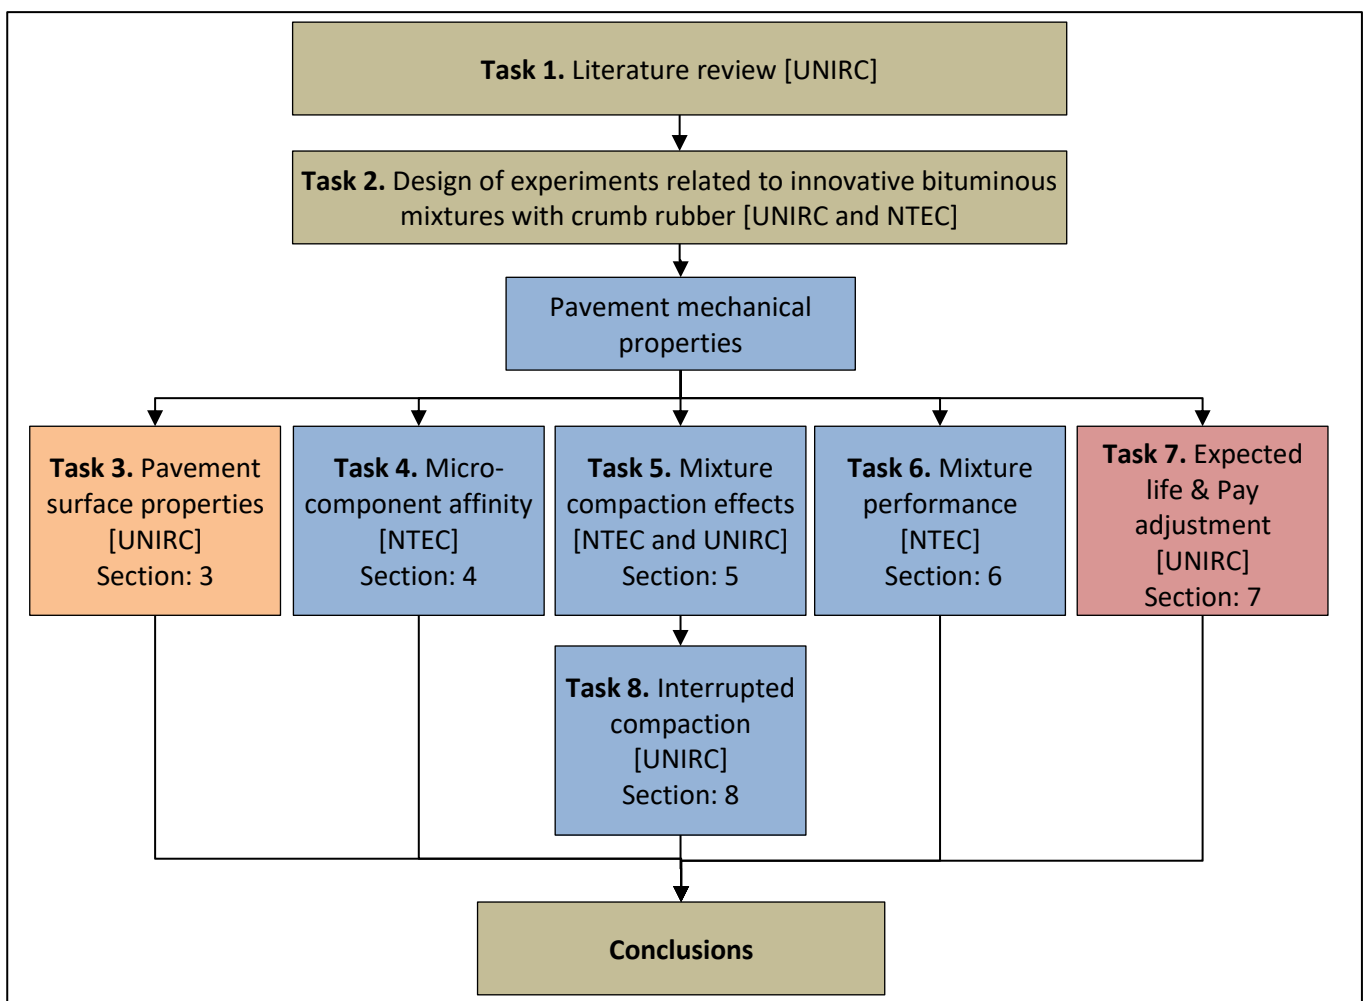 Task 1. Literature review [UNIRC]
Task 2. Design of experiments related to innovative bituminous
mixtures with crumb rubber [UNIRC and NTEC]
Pavement mechanical
properties
Task 3. Pavement
surface properties
[UNIRC]
Section: 3
Task 4. Micro-
component affinity
[NTEC]
Section: 4
Task 5. Mixture
compaction effects
[NTEC and UNIRC]
Section: 5
Task 6. Mixture
performance
[NTEC]
Section: 6
Task 7. Expected
life & Pay
adjustment
[UNIRC]
Section: 7
Task 8. Interrupted
compaction
[UNIRC]
Section: 8
Conclusions